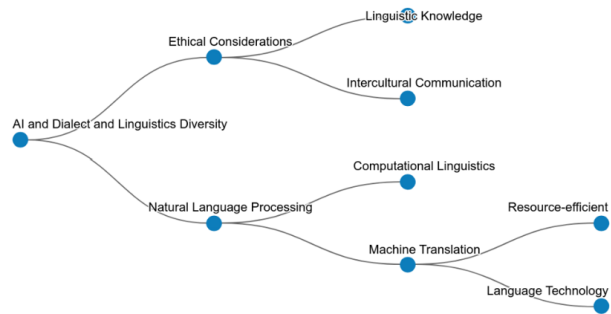 Linguistic Knowledge
Ethical Considerations
Intercultural Communication
AI and Dialect and Linguistics Diversity
Computational Linguistics
Natural Language Processing
Resource-efficient
Machine Translation
Language Technology